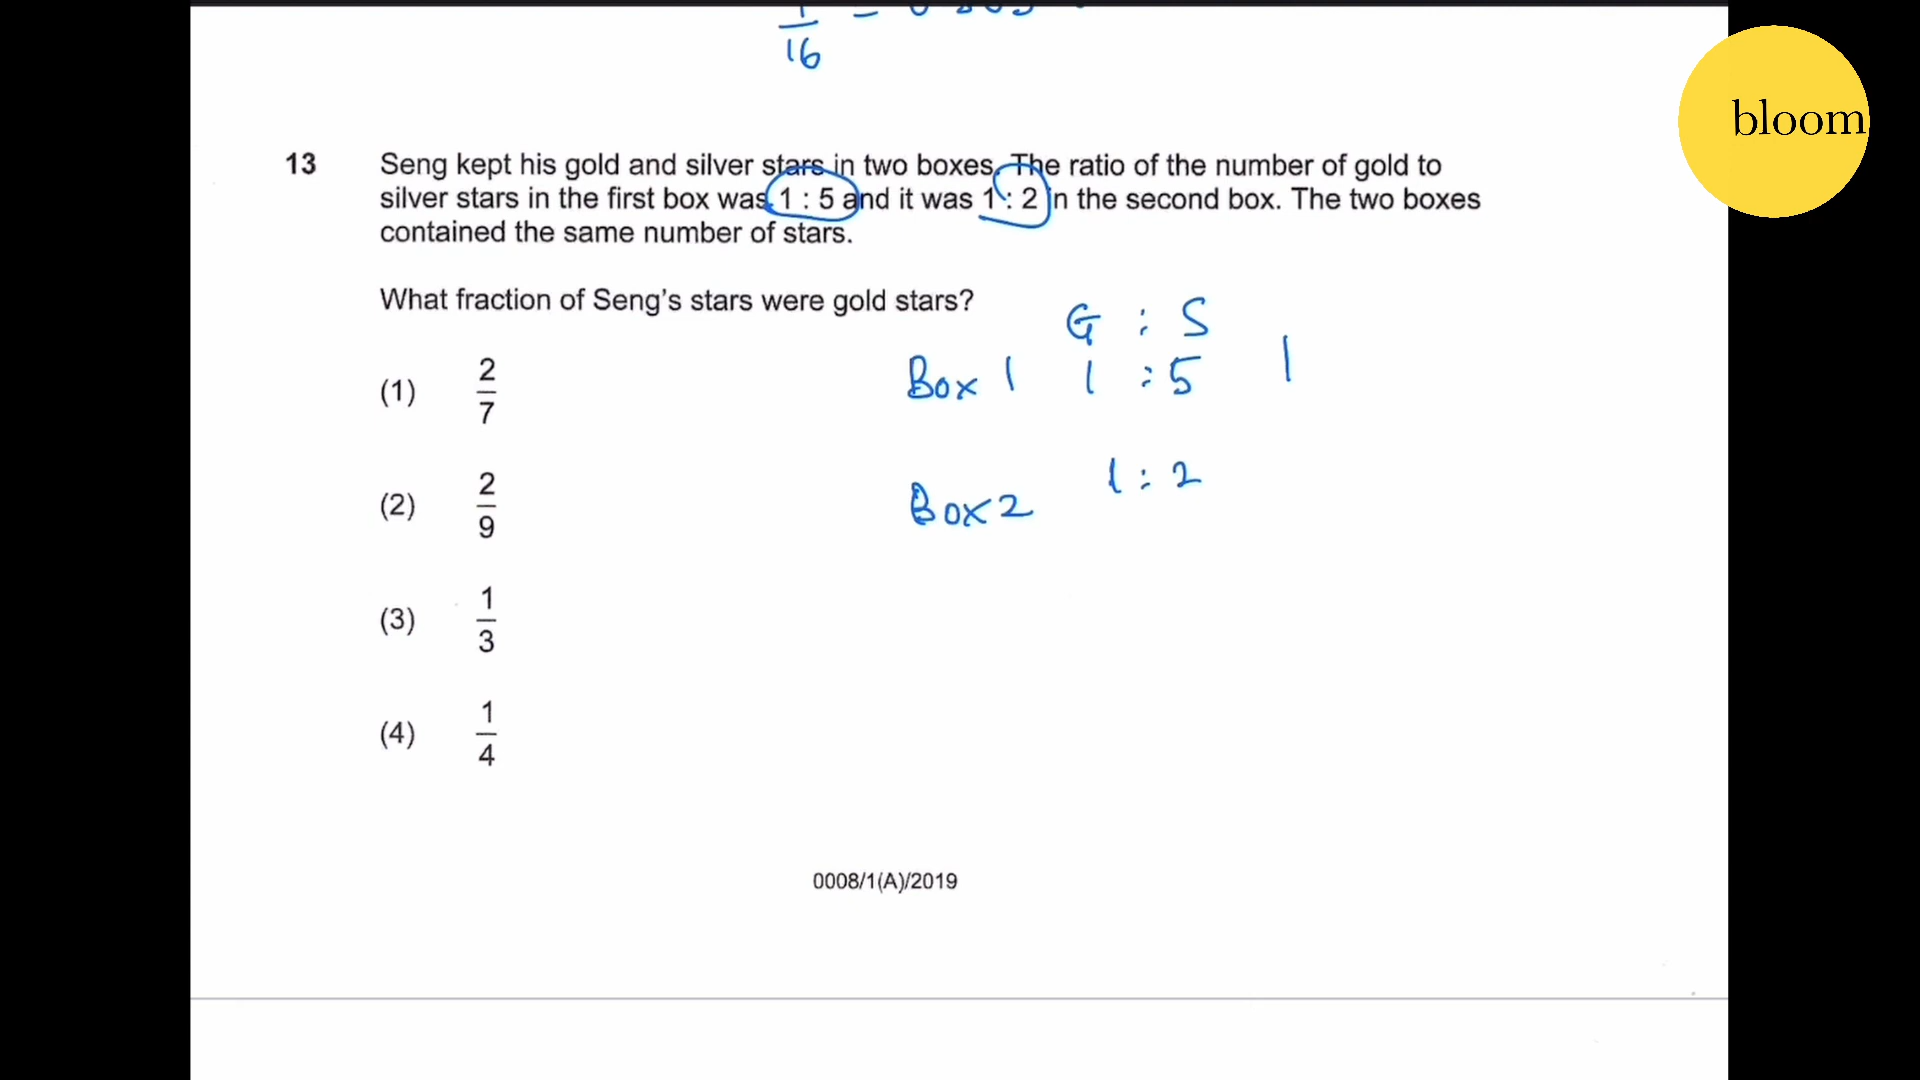 16
bloom
13 Seng kept his gold and silver stars in two boxes. The ratio of the number of gold to
silver stars in the first box was 1 : 5 and it was 1 : 2 in the second box. The two boxes
contained the same number of stars.
What fraction of Seng's stars were gold stars?
G : S
Box 1 1 : 5 1
(1) 2/7
1 : 2
(2) 2/9
Box 2
(3) 1/3
(4) 1/4
0008/1(A)/2019